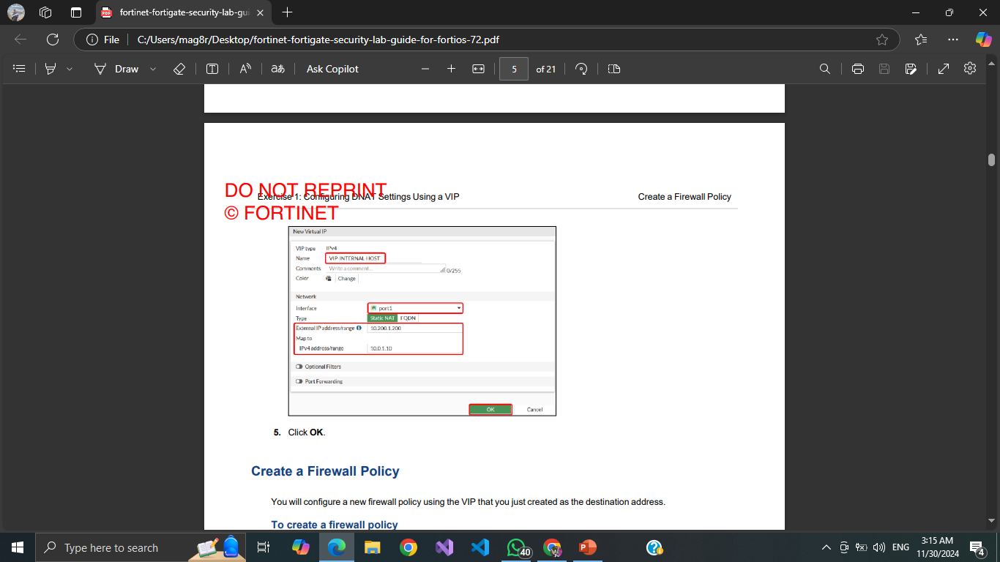 fortinet-fortigate-security-lab-gui
File
C:/Users/mag8r/Desktop/fortinet-fortigate-security-lab-guide-for-fortios-72.pdf
Draw
Ask Copilot
5 of 21
DO NOT REPRINT
© FORTINET
Exercise 1: Configuring DNAT Settings Using a VIP Create a Firewall Policy
New Virtual IP
VIP type IPv4
Name VIP INTERNAL HOST
Comments Write a comment... 0/255
Color Change
Network
Interface port1
Type Static NAT FQDN
External IP address/range 10.200.1.200
Map to
IPv4 address/range 10.0.1.10
Optional Filters
Port Forwarding
OK Cancel
5. Click OK.
Create a Firewall Policy
You will configure a new firewall policy using the VIP that you just created as the destination address.
To create a firewall policy
Type here to search
40
ENG
3:15 AM
11/30/2024
4